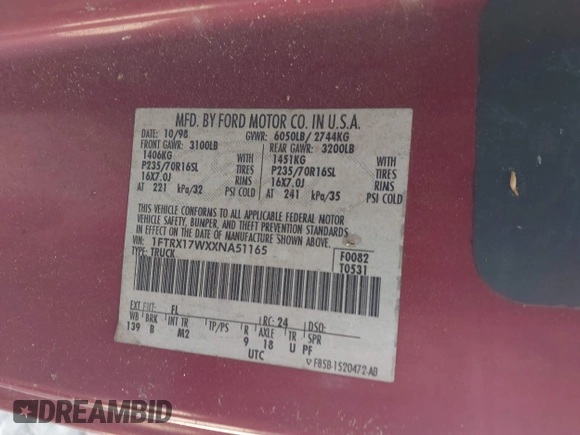 MFD. BY FORD MOTOR CO. IN U.S.A.
DATE: 10/98 GVWR: 6050LB/ 2744KG
FRONT GAWR: 3100LB REAR GAWR: 3200LB
1406KG 1451KG
P235/70R16SL TIRES P235/70R16SL TIRES
16X7.0J RIMS 16X7.0J RIMS
AT 221 kPa/32 PSI COLD AT 241 kPa/35 PSI COLD
THIS VEHICLE CONFORMS TO ALL APPLICABLE FEDERAL MOTOR
VEHICLE SAFETY, BUMPER, AND THEFT PREVENTION STANDARDS
IN EFFECT ON THE DATE OF MANUFACTURE SHOWN ABOVE.
VIN: 1FTRX17WXXNA51165 F0082
TYPE: TRUCK T0531
EXT PNT: FL RC: 24 DSO:
WB BRK INT TR TP/PS R AXLE TR SPR
139 B M2 9 18 U PF
UTC
F85B-1520472-AB
DREAMBID